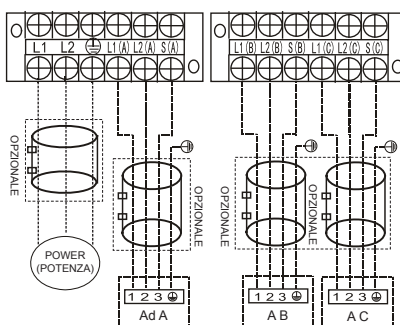 L1 L2 L1(A) L2(A) S(A)
L1(B) L2(B) S(B) L1(C) L2(C) S(C)
OPZIONALE
OPZIONALE
OPZIONALE
OPZIONALE
POWER
(POTENZA)
1 2 3
Ad A
1 2 3
A B
1 2 3
A C